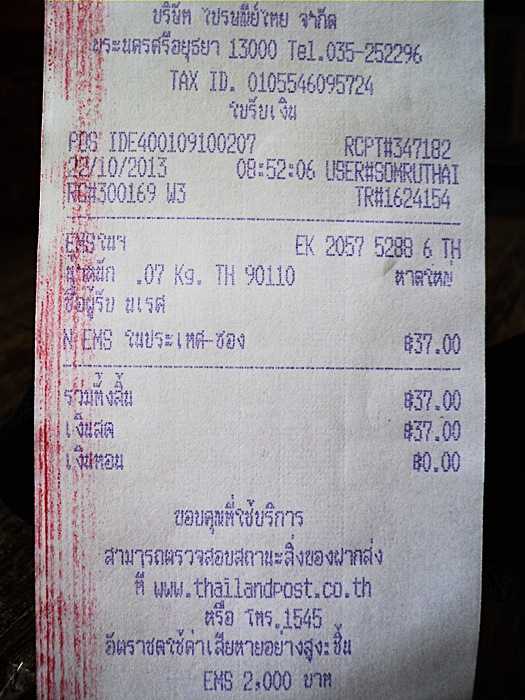 บริษัท ไปรษณีย์ไทย จำกัด
พระนครศรีอยุธยา 13000 Tel.035-252296
TAX ID. 0105546095724
ใบรับเงิน
POS IDE400109100207 RCPT#347182
22/10/2013 08:52:06 USER#SOMRUTHAI
RC#300169 W3 TR#1624154
EMSในฯ EK 2057 5288 6 TH
น้ำหนัก .07 Kg. TH 90110 หาดใหญ่
ชื่อผู้รับ นเรศ
N EMS ในประเทศ-ซอง ฿37.00
รวมทั้งสิ้น ฿37.00
เงินสด ฿37.00
เงินทอน ฿0.00
ขอบคุณที่ใช้บริการ
สามารถตรวจสอบสถานะสิ่งของฝากส่ง
ที่ www.thailandpost.co.th
หรือ โทร.1545
อัตราชดใช้ค่าเสียหายอย่างสูง:ชิ้น
EMS 2,000 บาท